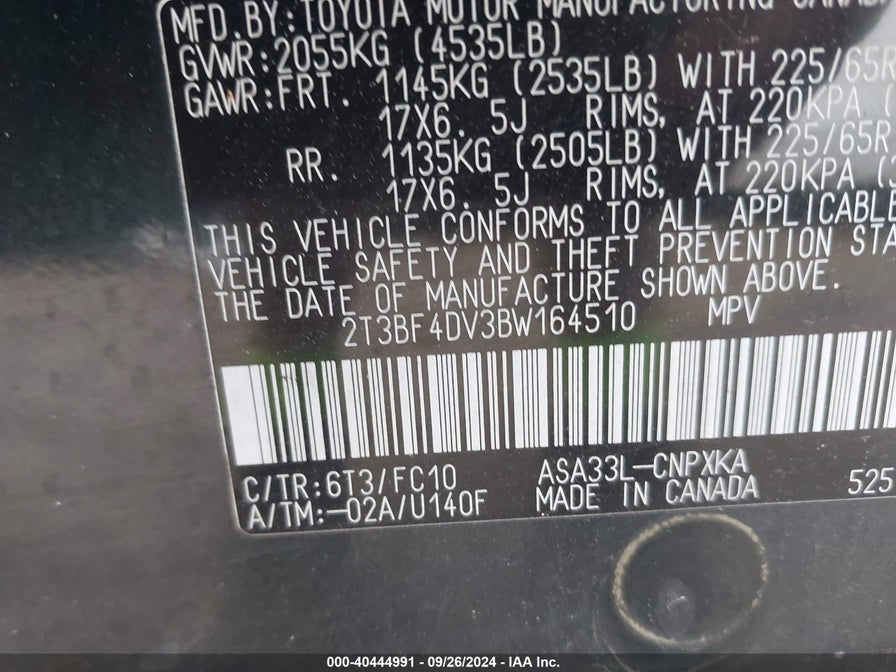 MFD.BY:TOYOTA MOTOR MANUFACTURING CANADA
GVWR:2055KG (4535LB)
GAWR:FRT. 1145KG (2535LB) WITH 225/65R
17X6. 5J RIMS, AT 220KPA
RR. 1135KG (2505LB) WITH 225/65R
17X6. 5J RIMS, AT 220KPA
THIS VEHICLE CONFORMS TO ALL APPLICABLE
VEHICLE SAFETY AND THEFT PREVENTION STA
THE DATE OF MANUFACTURE SHOWN ABOVE.
2T3BF4DV3BW164510 MPV
C/TR:6T3/FC10 ASA33L-CNPXKA
A/TM:-02A/U140F MADE IN CANADA 525
000-40444991 - 09/26/2024 - IAA Inc.